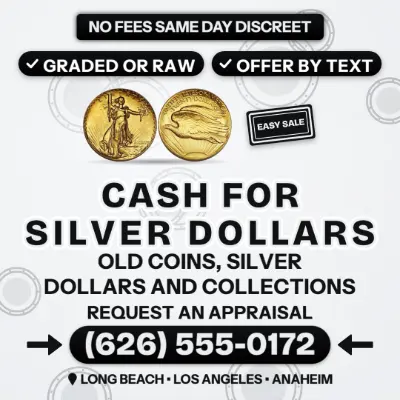 NO FEES SAME DAY DISCREET
✓ GRADED OR RAW ✓ OFFER BY TEXT
EASY SALE
CASH FOR
SILVER DOLLARS
OLD COINS, SILVER
DOLLARS AND COLLECTIONS
REQUEST AN APPRAISAL
(626) 555-0172
LONG BEACH • LOS ANGELES • ANAHEIM